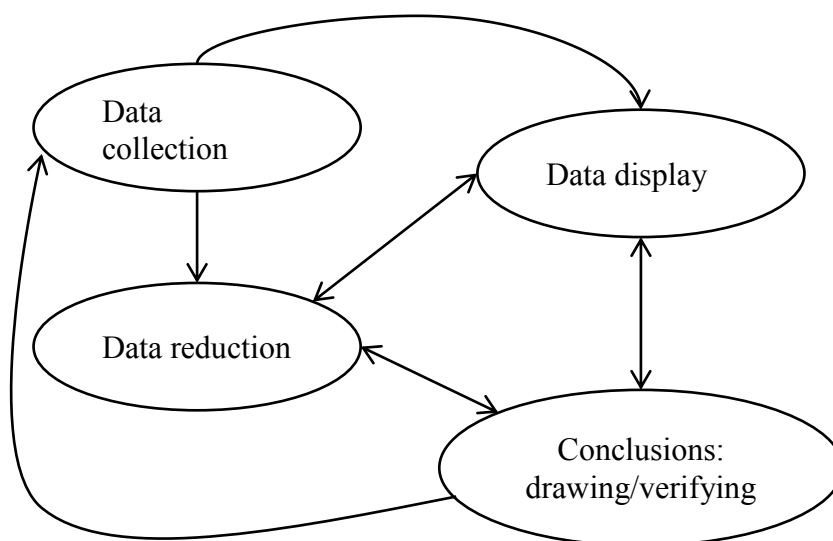 Data
collection
Data display
Data reduction
Conclusions:
drawing/verifying